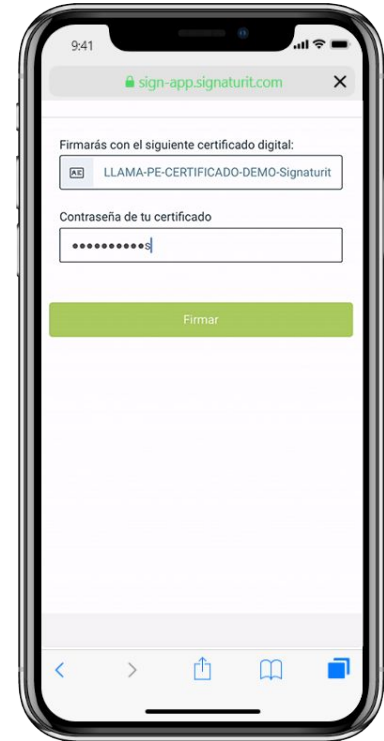 9:41
sign-app.signaturit.com
Firmarás con el siguiente certificado digital:
LLAMA-PE-CERTIFICADO-DEMO-Signaturit
Contraseña de tu certificado
••••••••••s
Firmar